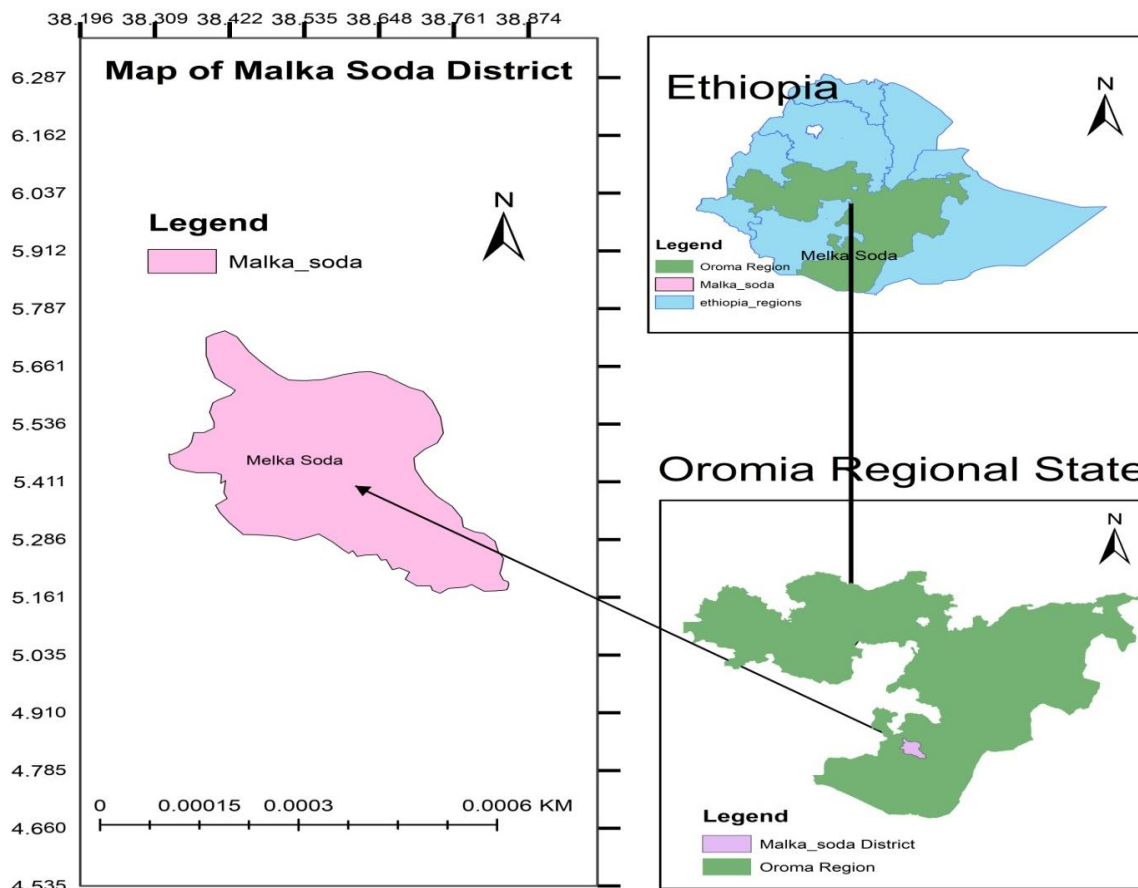 38.196 38.309 38.422 38.535 38.648 38.761 38.874
Map of Malka Soda District
6.287
6.162
6.037
5.912
5.787
5.661
5.536
5.411
5.286
5.161
5.035
4.910
4.785
4.660
4.535
N
Legend
Malka_soda
Melka Soda
0 0.00015 0.0003 0.0006 KM
Ethiopia
N
Melka Soda
Legend
Oroma Region
Malka_soda
ethiopia_regions
Oromia Regional State
N
Legend
Malka_soda District
Oroma Region